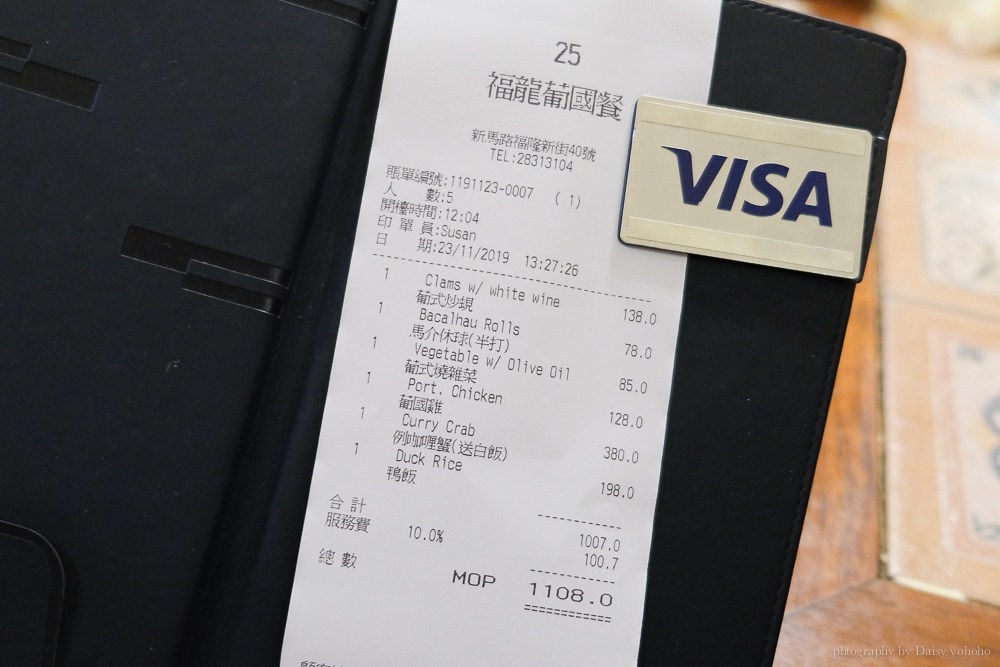 25
福龍葡國餐
新馬路福隆新街40號
TEL:28313104
賬單編號:1191123-0007 (1)
人 數:5
開檯時間:12:04
印單員:Susan
日 期:23/11/2019 13:27:26
1 Clams w/ white wine 138.0
葡式炒蜆
1 Bacalhau Rolls 78.0
馬介休球(半打)
1 Vegetable w/ Olive Oil 85.0
葡式燒雜菜
1 Port. Chicken 128.0
葡國雞
1 Curry Crab 380.0
例咖喱蟹(送白飯)
1 Duck Rice 198.0
鴨飯
合計 1007.0
服務費 10.0% 100.7
總數 MOP 1108.0
VISA
photography by Daisy yohoho